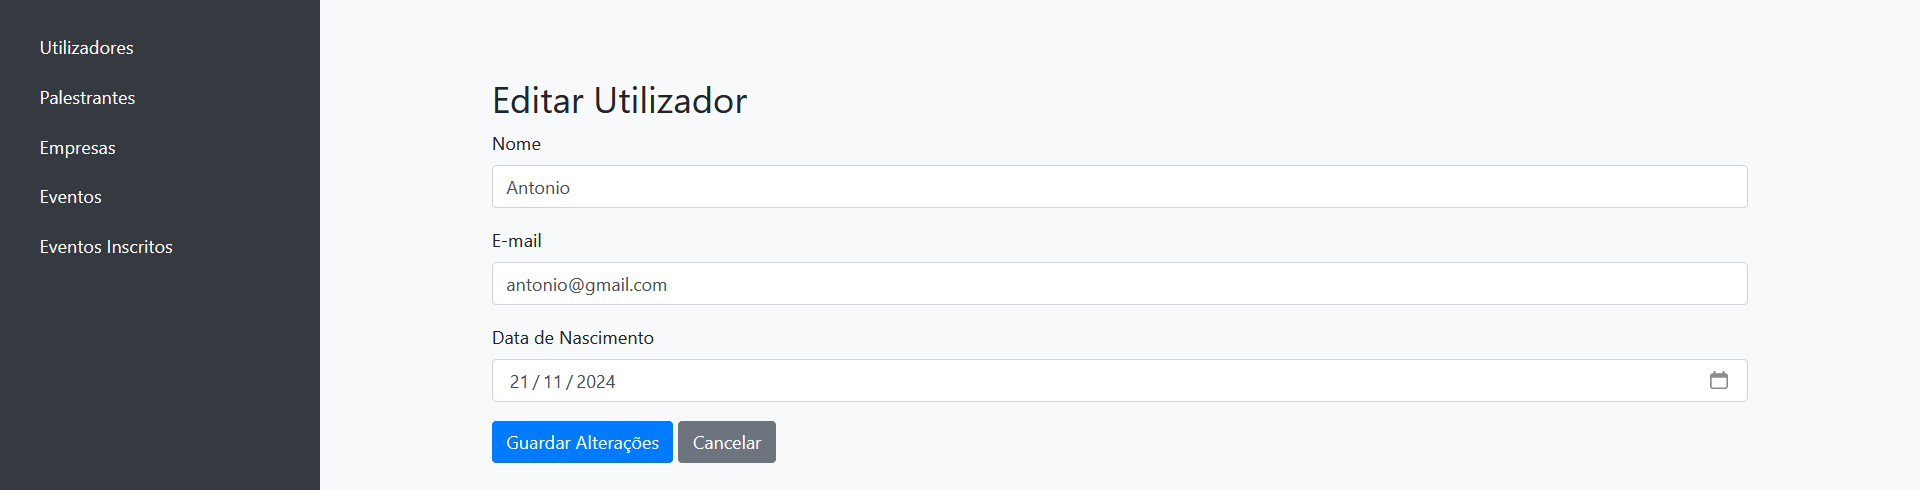 Utilizadores
Palestrantes
Empresas
Eventos
Eventos Inscritos
Editar Utilizador
Nome
Antonio
E-mail
antonio@gmail.com
Data de Nascimento
21/11/2024
Guardar Alterações Cancelar